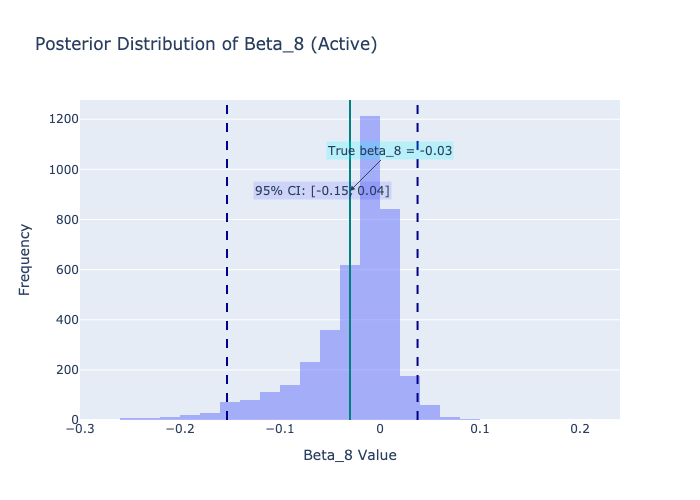 Posterior Distribution of Beta_8 (Active)
1200
True beta_8 = -0.03
1000
95% CI: [-0.15, 0.04]
800
600
400
200
0
Frequency
−0.3
−0.2
−0.1
0
0.1
0.2
Beta_8 Value